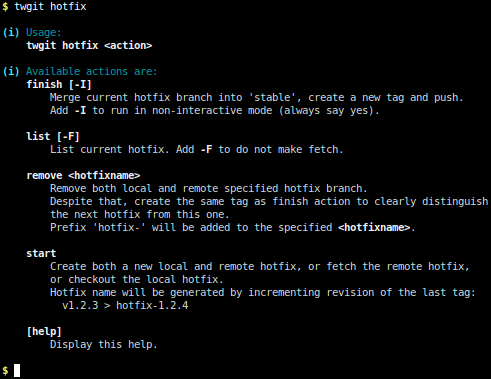 $ twgit hotfix
(i) Usage:
twgit hotfix <action>
(i) Available actions are:
finish [-I]
Merge current hotfix branch into 'stable', create a new tag and push.
Add -I to run in non-interactive mode (always say yes).
list [-F]
List current hotfix. Add -F to do not make fetch.
remove <hotfixname>
Remove both local and remote specified hotfix branch.
Despite that, create the same tag as finish action to clearly distinguish
the next hotfix from this one.
Prefix 'hotfix-' will be added to the specified <hotfixname>.
start
Create both a new local and remote hotfix, or fetch the remote hotfix,
or checkout the local hotfix.
Hotfix name will be generated by incrementing revision of the last tag:
v1.2.3 > hotfix-1.2.4
[help]
Display this help.
$